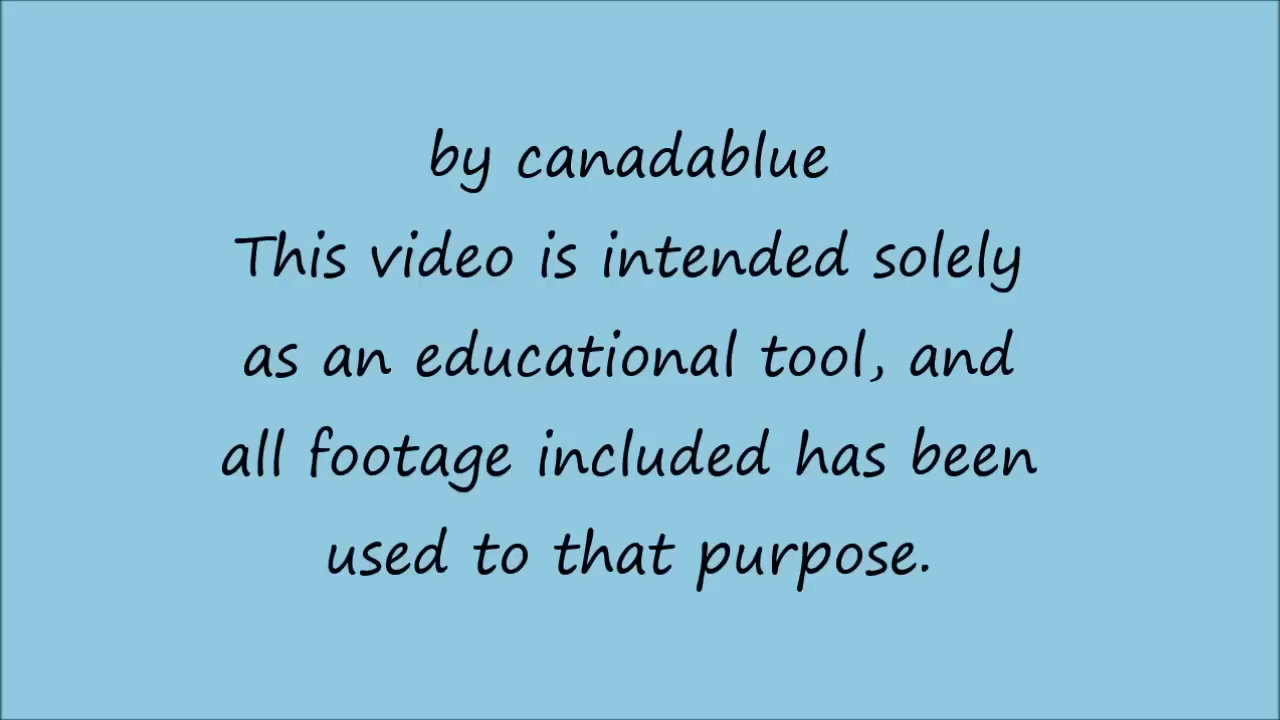 by canadablue
This video is intended solely
as an educational tool, and
all footage included has been
used to that purpose.